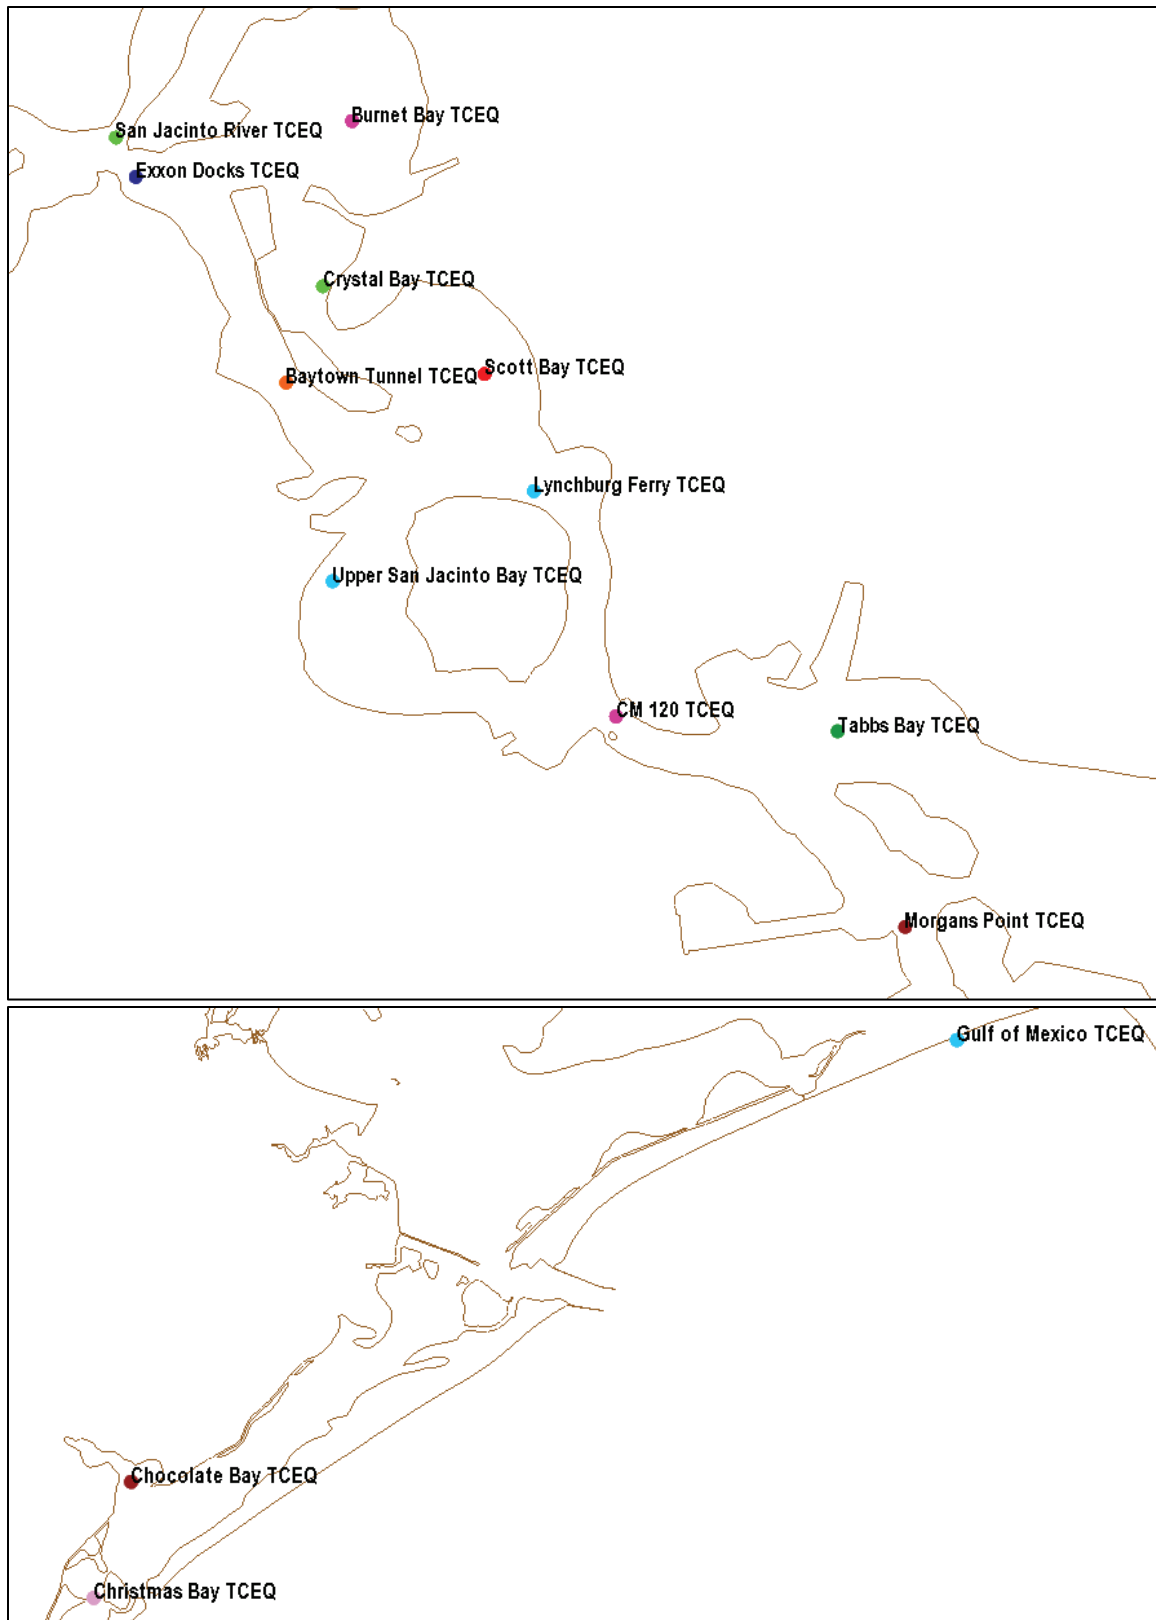 Burnet Bay TCEQ
San Jacinto River TCEQ
Exxon Docks TCEQ
Crystal Bay TCEQ
Scott Bay TCEQ
Baytown Tunnel TCEQ
Lynchburg Ferry TCEQ
Upper San Jacinto Bay TCEQ
CM 120 TCEQ
Tabbs Bay TCEQ
Morgans Point TCEQ
Gulf of Mexico TCEQ
Chocolate Bay TCEQ
Christmas Bay TCEQ